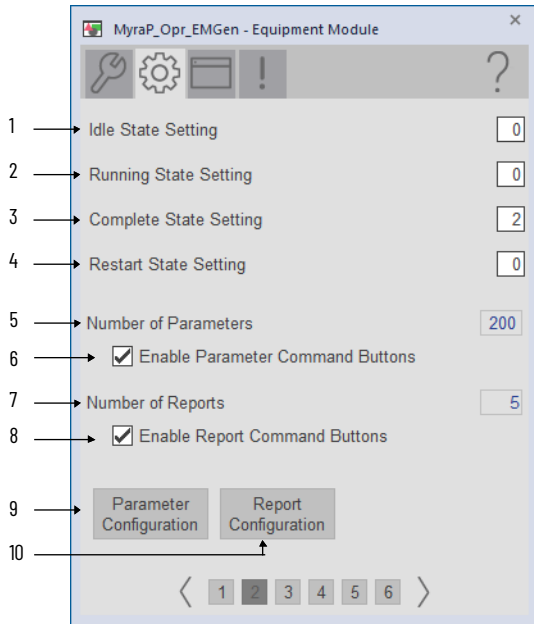 MyraP_Opr_EMGen - Equipment Module ×
! ?
1 Idle State Setting 0
2 Running State Setting 0
3 Complete State Setting 2
4 Restart State Setting 0
5 Number of Parameters 200
6 Enable Parameter Command Buttons
7 Number of Reports 5
8 Enable Report Command Buttons
9 Parameter Configuration
Report Configuration
10
1 2 3 4 5 6